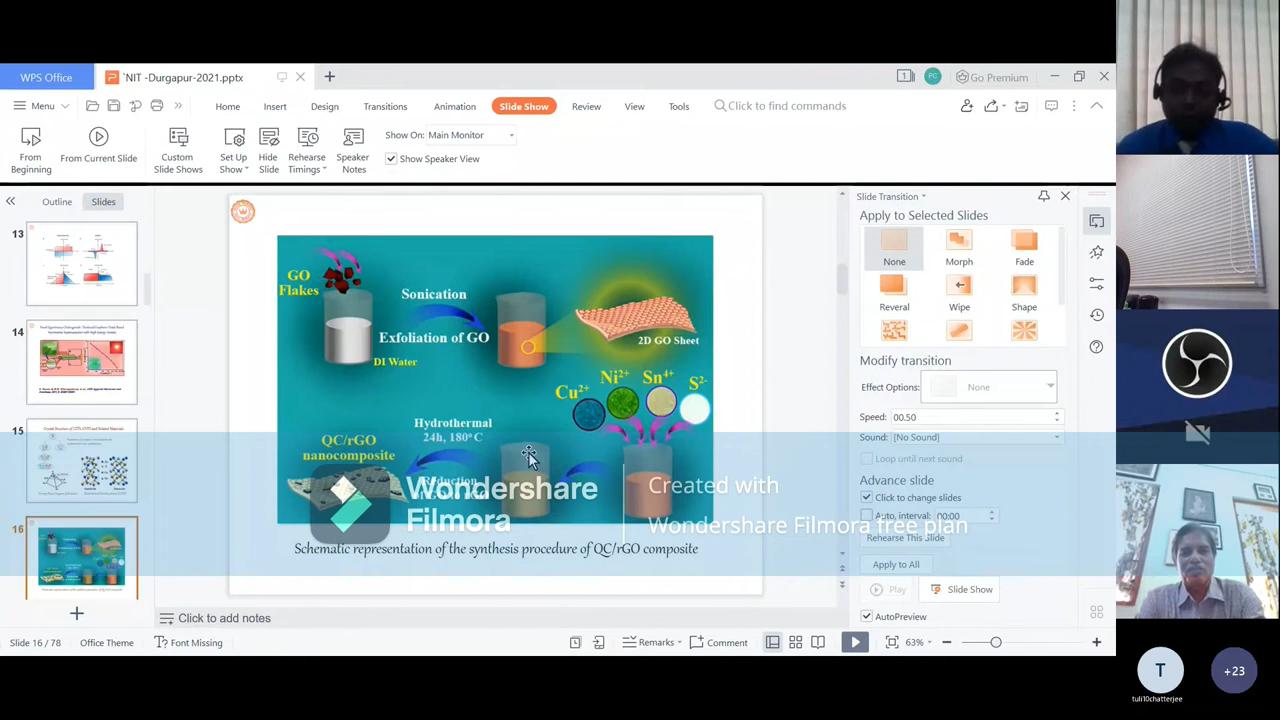 WPS Office
`NIT -Durgapur-2021.pptx
1
PC
Go Premium
Menu
Home
Insert
Design
Transitions
Animation
Slide Show
Review
View
Tools
Click to find commands
From Beginning
From Current Slide
Custom Slide Shows
Set Up Show
Hide Slide
Rehearse Timings
Speaker Notes
Show On: Main Monitor
Show Speaker View
Outline
Slides
13
14
15
16
GO Flakes
Sonication
Exfoliation of GO
DI Water
2D GO Sheet
Cu²⁺
Ni²⁺
Sn⁴⁺
S²⁻
Hydrothermal
24h, 180°C
Reduction
QC/rGO
nanocomposite
Schematic representation of the synthesis procedure of QC/rGO composite
Wondershare
Filmora
Created with
Wondershare Filmora free plan
Slide Transition
Apply to Selected Slides
None
Morph
Fade
Reveral
Wipe
Shape
Modify transition
Effect Options:
None
Speed: 00.50
Sound: [No Sound]
Loop until next sound
Advance slide
Click to change slides
Auto, interval: 00:00
Rehearse This Slide
Apply to All
Play
Slide Show
AutoPreview
Click to add notes
Slide 16 / 78
Office Theme
Font Missing
Remarks
Comment
63%
T
tuli10chatterjee
+23